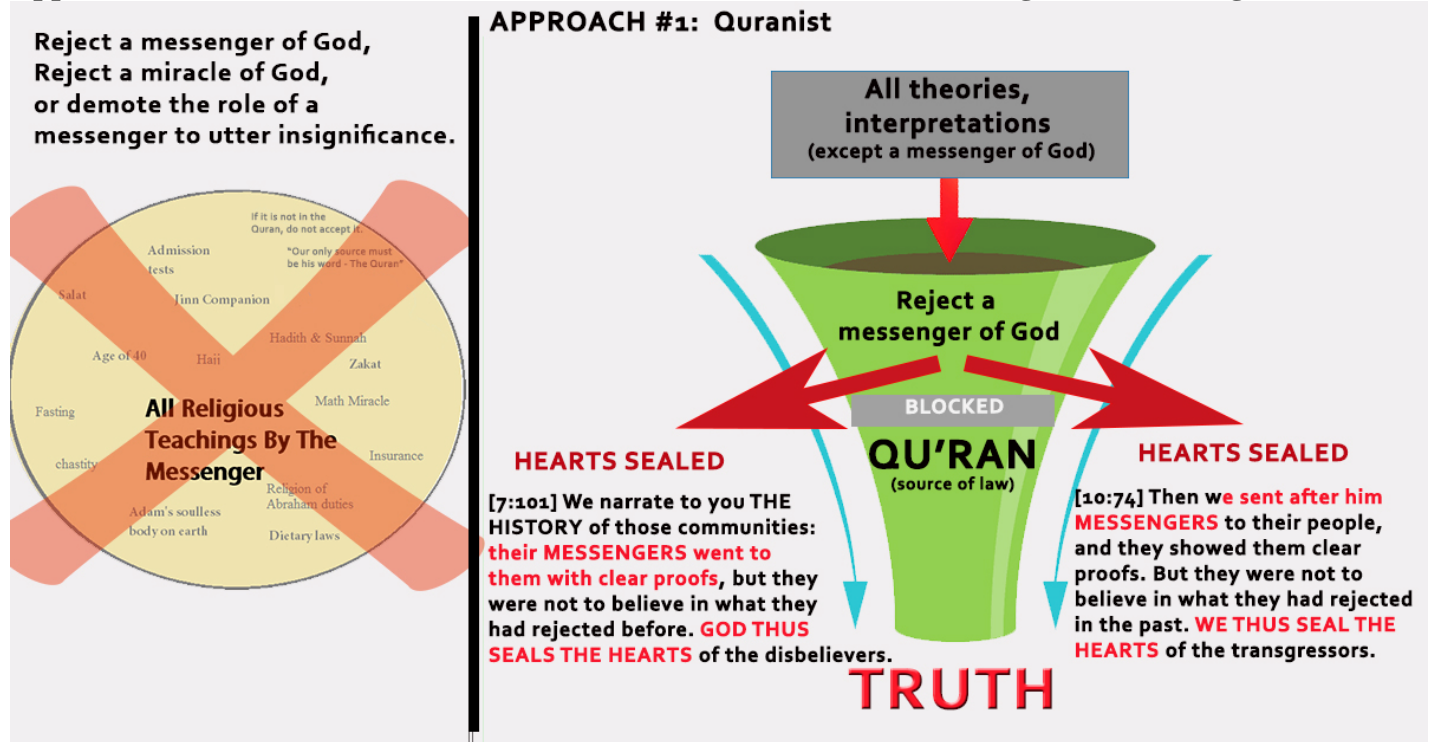 Reject a messenger of God,
Reject a miracle of God,
or demote the role of a
messenger to utter insignificance.
If it is not in the
Quran, do not accept it.
Admission
tests
"Our only source must
be his word - The Quran"
Salat
Jinn Companion
Hadith & Sunnah
Age of 40
Hajj
Zakat
Math Miracle
Fasting
All Religious
Teachings By The
Messenger
chastity
Insurance
Religion of
Abraham duties
Adam's soulless
body on earth
Dietary laws
APPROACH #1: Quranist
All theories,
interpretations
(except a messenger of God)
Reject a
messenger of God
BLOCKED
QU'RAN
(source of law)
HEARTS SEALED
[7:101] We narrate to you THE
HISTORY of those communities:
their MESSENGERS went to
them with clear proofs, but they
were not to believe in what they
had rejected before. GOD THUS
SEALS THE HEARTS of the disbelievers.
HEARTS SEALED
[10:74] Then we sent after him
MESSENGERS to their people,
and they showed them clear
proofs. But they were not to
believe in what they had rejected
in the past. WE THUS SEAL THE
HEARTS of the transgressors.
TRUTH